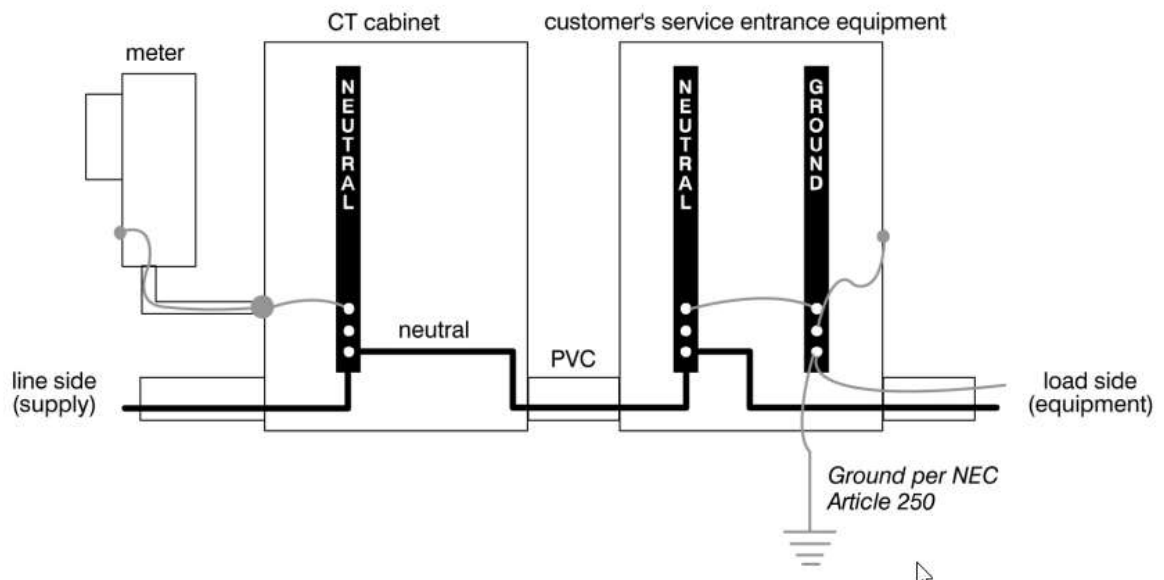 CT cabinet
customer's service entrance equipment
meter
NEUTRAL
NEUTRAL
GROUND
neutral
PVC
line side
(supply)
load side
(equipment)
Ground per NEC
Article 250